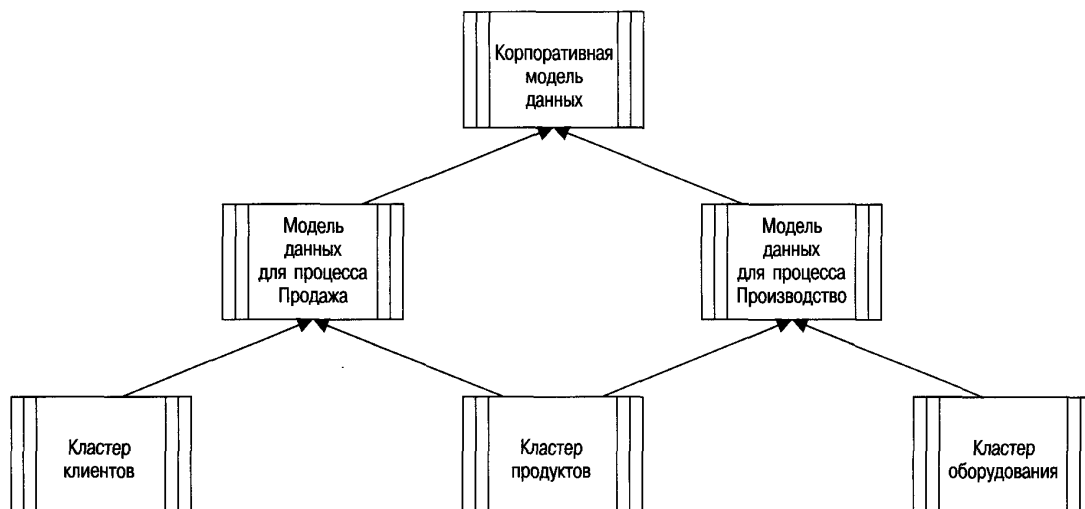 Корпоративная
модель
данных
Модель
данных
для процесса
Продажа
Модель
данных
для процесса
Производство
Кластер
клиентов
Кластер
продуктов
Кластер
оборудования